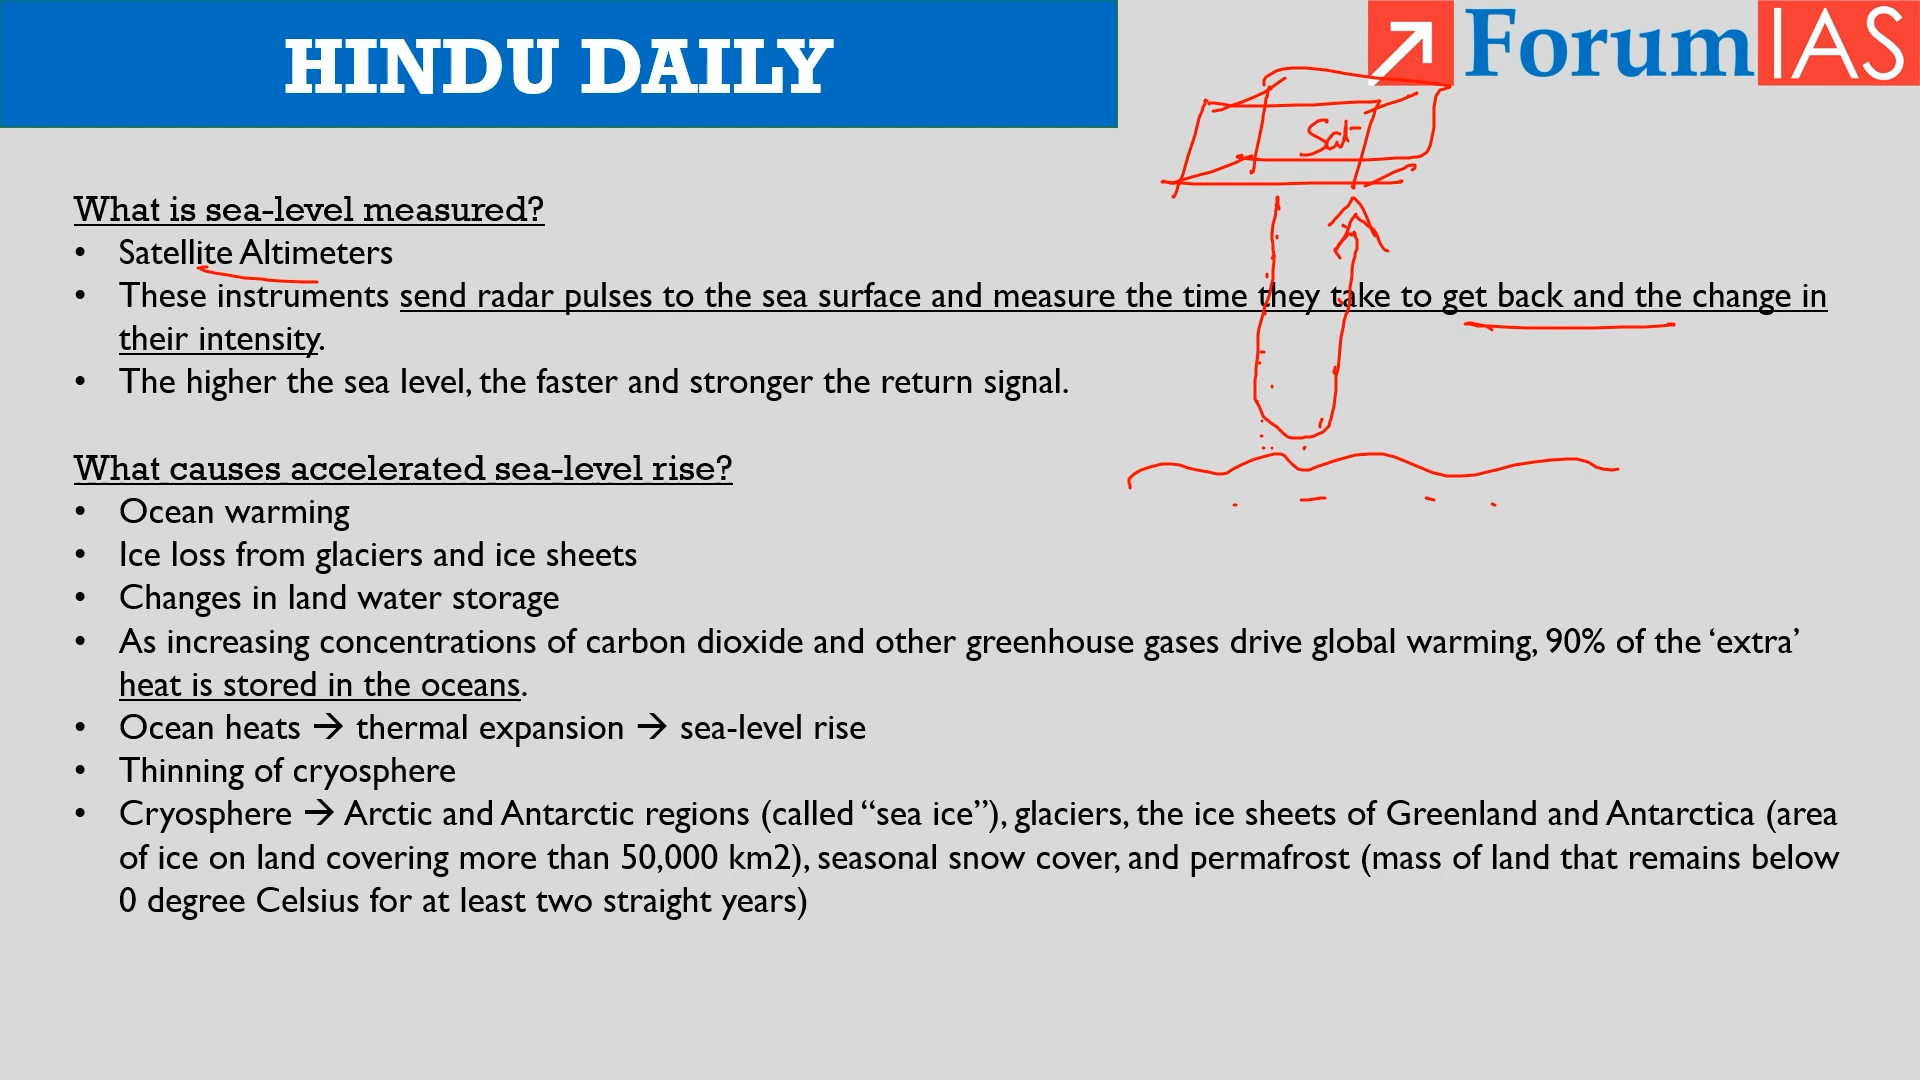 HINDU DAILY
Forum IAS
Sat
What is sea-level measured?
• Satellite Altimeters
• These instruments send radar pulses to the sea surface and measure the time they take to get back and the change in
their intensity.
• The higher the sea level, the faster and stronger the return signal.
What causes accelerated sea-level rise?
• Ocean warming
• Ice loss from glaciers and ice sheets
• Changes in land water storage
• As increasing concentrations of carbon dioxide and other greenhouse gases drive global warming, 90% of the ‘extra’
heat is stored in the oceans.
• Ocean heats → thermal expansion → sea-level rise
• Thinning of cryosphere
• Cryosphere → Arctic and Antarctic regions (called “sea ice”), glaciers, the ice sheets of Greenland and Antarctica (area
of ice on land covering more than 50,000 km2), seasonal snow cover, and permafrost (mass of land that remains below
0 degree Celsius for at least two straight years)